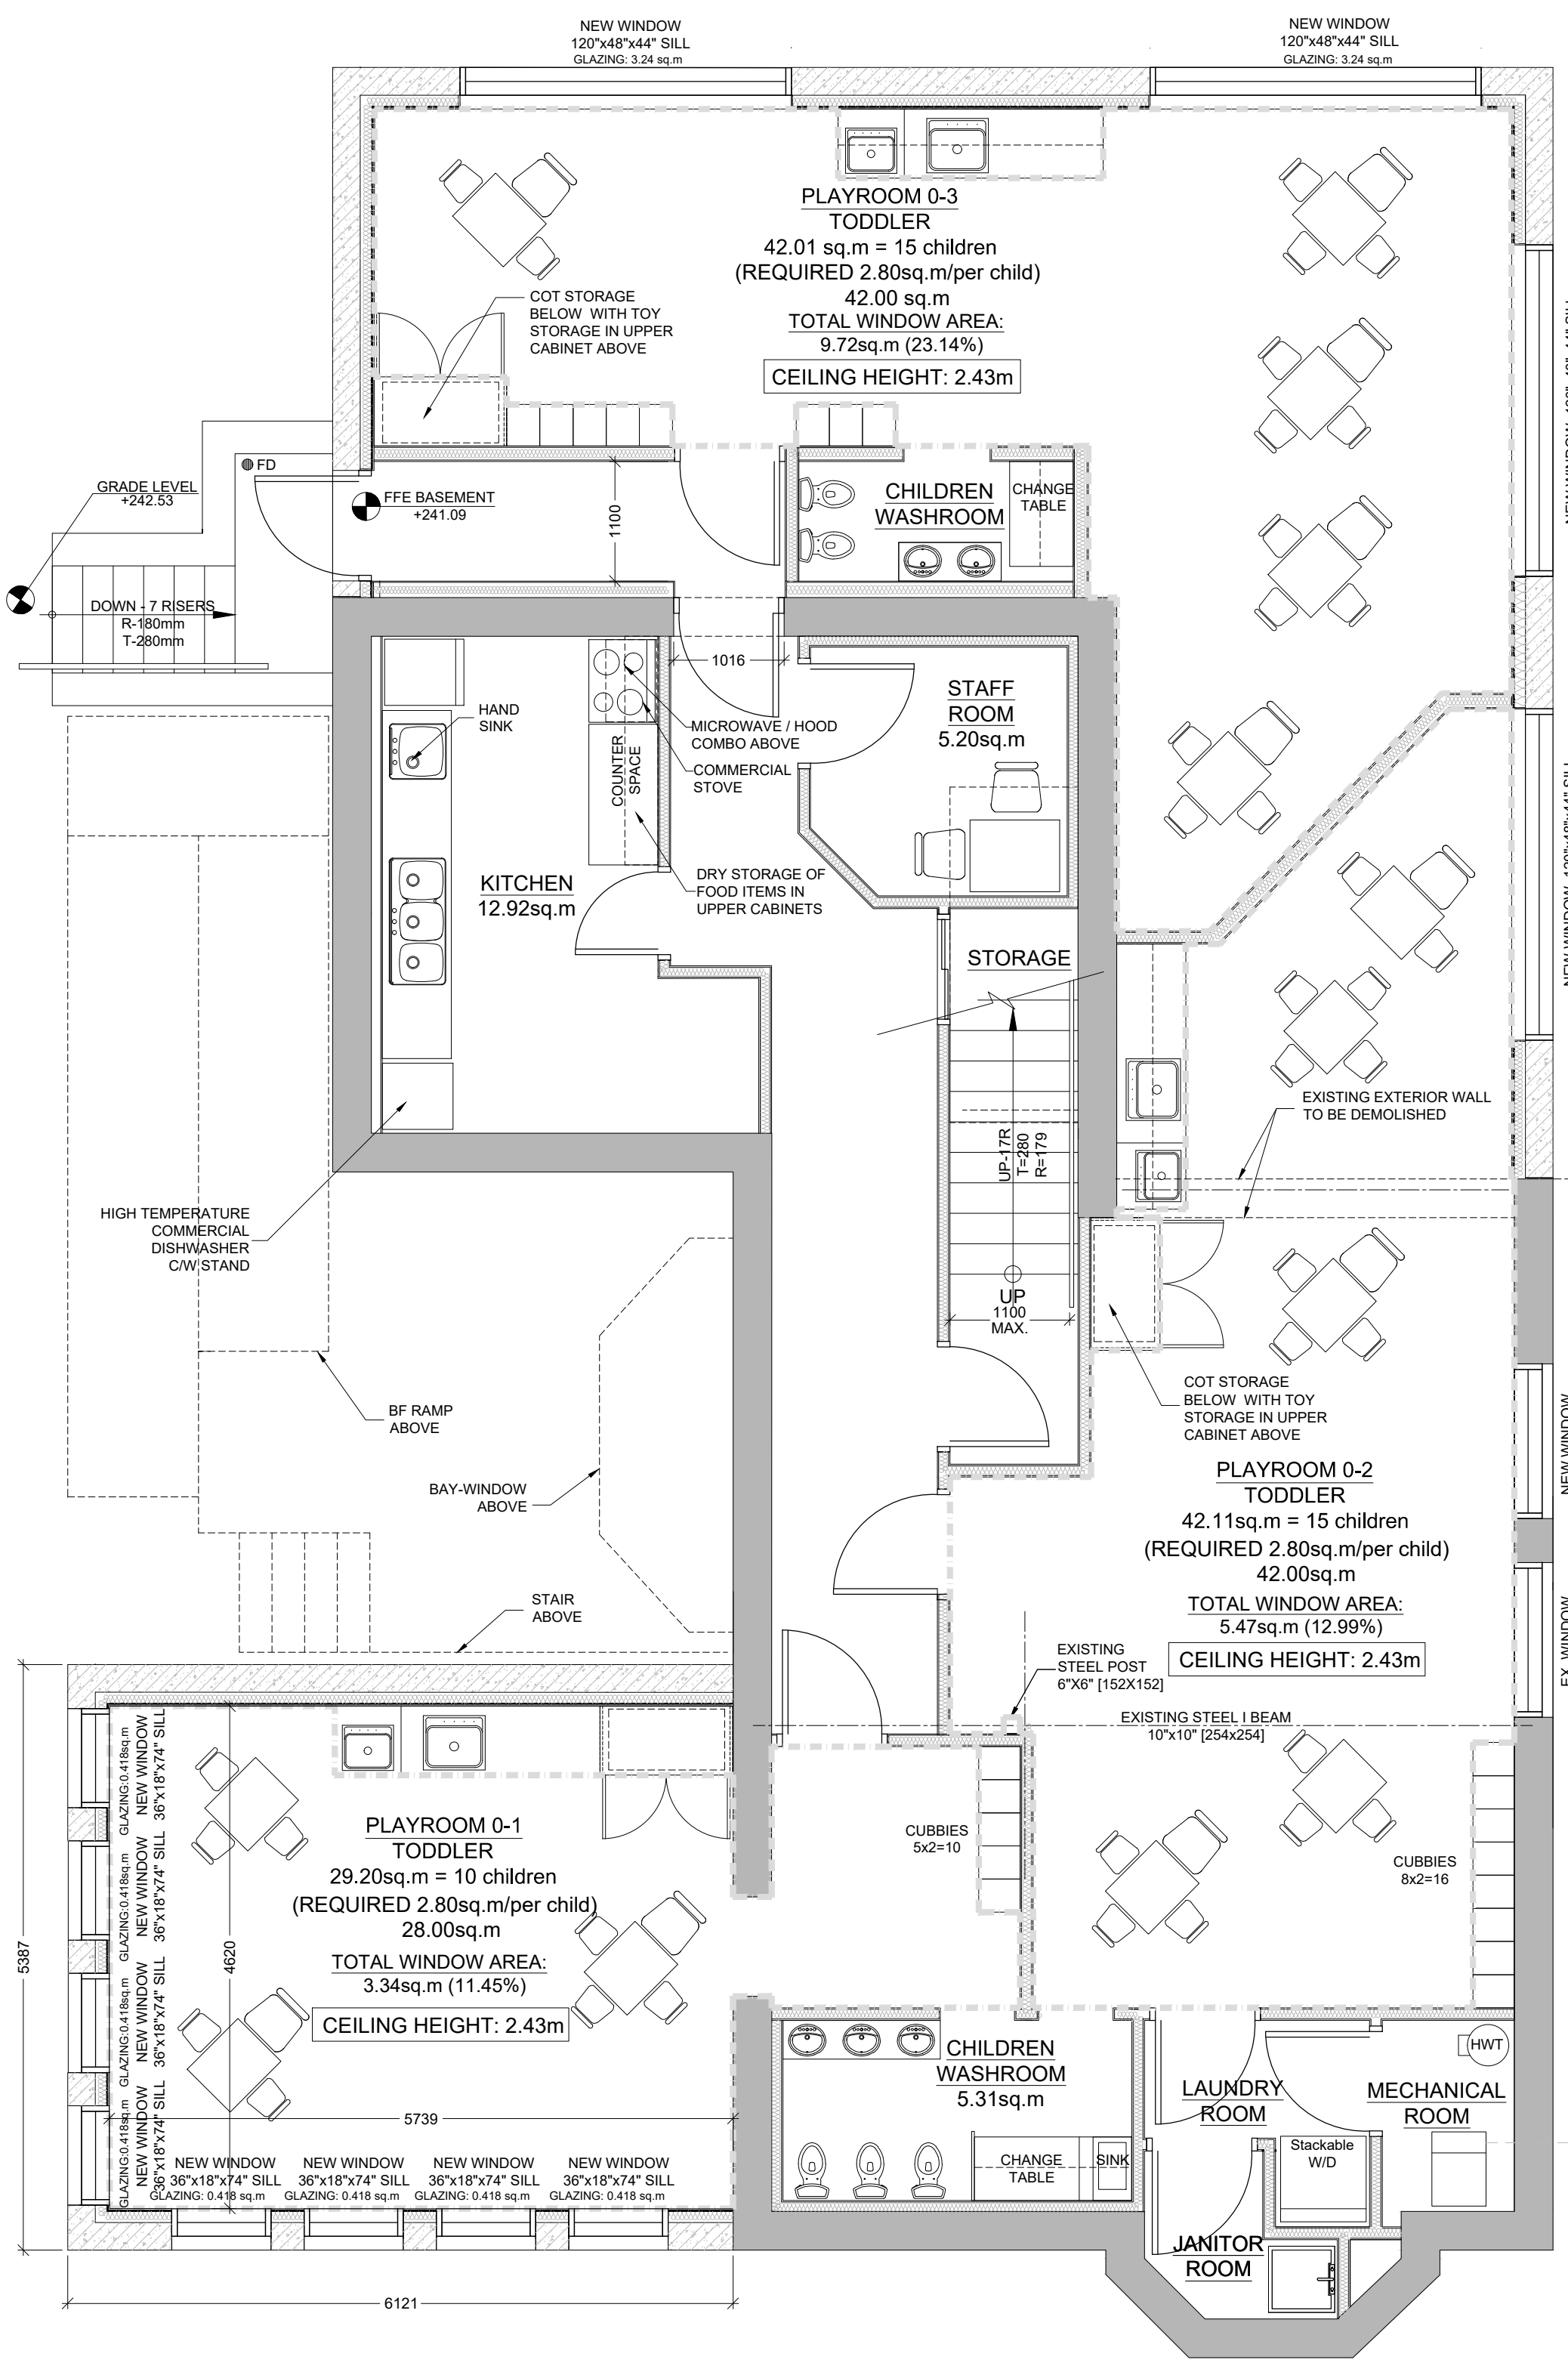 NEW WINDOW
120"x48"x44" SILL
GLAZING: 3.24 sq.m
NEW WINDOW
120"x48"x44" SILL
GLAZING: 3.24 sq.m
PLAYROOM 0-3
TODDLER
42.01 sq.m = 15 children
(REQUIRED 2.80sq.m/per child)
42.00 sq.m
TOTAL WINDOW AREA:
9.72sq.m (23.14%)
CEILING HEIGHT: 2.43m
COT STORAGE
BELOW WITH TOY
STORAGE IN UPPER
CABINET ABOVE
FD
GRADE LEVEL
+242.53
FFE BASEMENT
+241.09
1100
CHILDREN
WASHROOM
CHANGE
TABLE
DOWN - 7 RISERS
R-180mm
T-280mm
1016
HAND
SINK
MICROWAVE / HOOD
COMBO ABOVE
COMMERCIAL
STOVE
COUNTER
SPACE
STAFF
ROOM
5.20sq.m
KITCHEN
12.92sq.m
DRY STORAGE OF
FOOD ITEMS IN
UPPER CABINETS
STORAGE
NEW WINDOW 120"x48"x44" SILL
EXISTING EXTERIOR WALL
TO BE DEMOLISHED
UP-17R
T=280
R=179
HIGH TEMPERATURE
COMMERCIAL
DISHWASHER
C/W STAND
UP
1100
MAX.
COT STORAGE
BELOW WITH TOY
STORAGE IN UPPER
CABINET ABOVE
BF RAMP
ABOVE
NEW WINDOW
BAY-WINDOW
ABOVE
PLAYROOM 0-2
TODDLER
42.11sq.m = 15 children
(REQUIRED 2.80sq.m/per child)
42.00sq.m
TOTAL WINDOW AREA:
5.47sq.m (12.99%)
CEILING HEIGHT: 2.43m
STAIR
ABOVE
EX. WINDOW
EXISTING
STEEL POST
6"X6" [152X152]
EXISTING STEEL I BEAM
10"x10" [254x254]
PLAYROOM 0-1
TODDLER
29.20sq.m = 10 children
(REQUIRED 2.80sq.m/per child)
28.00sq.m
TOTAL WINDOW AREA:
3.34sq.m (11.45%)
CEILING HEIGHT: 2.43m
CUBBIES
5x2=10
CUBBIES
8x2=16
5387
4620
GLAZING:0.418sq.m
NEW WINDOW
36"x18"x74" SILL
GLAZING:0.418sq.m
NEW WINDOW
36"x18"x74" SILL
GLAZING:0.418sq.m
NEW WINDOW
36"x18"x74" SILL
GLAZING:0.418sq.m
NEW WINDOW
36"x18"x74" SILL
5739
NEW WINDOW
36"x18"x74" SILL
GLAZING: 0.418 sq.m
NEW WINDOW
36"x18"x74" SILL
GLAZING: 0.418 sq.m
NEW WINDOW
36"x18"x74" SILL
GLAZING: 0.418 sq.m
NEW WINDOW
36"x18"x74" SILL
GLAZING: 0.418 sq.m
CHILDREN
WASHROOM
5.31sq.m
CHANGE
TABLE
SINK
LAUNDRY
ROOM
HWT
MECHANICAL
ROOM
Stackable
W/D
JANITOR
ROOM
6121